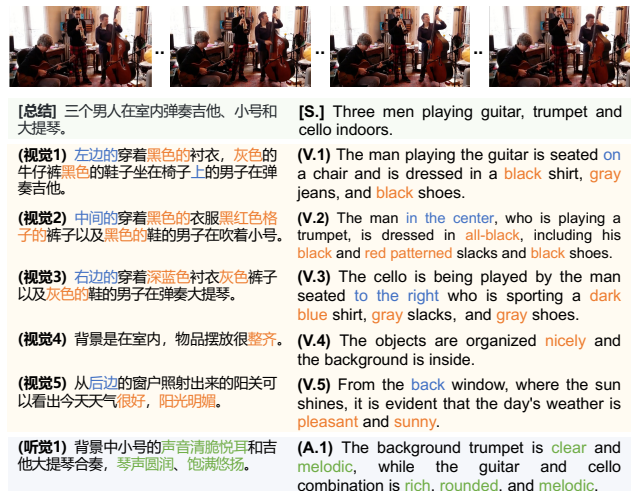 [总结] 三个男人在室内弹奏吉他、小号和
大提琴。
[S.] Three men playing guitar, trumpet and
cello indoors.
(视觉1) 左边的穿着黑色的衬衣，灰色的
牛仔裤黑色的鞋子坐在椅子上的男子在弹
奏吉他。
(V.1) The man playing the guitar is seated on
a chair and is dressed in a black shirt, gray
jeans, and black shoes.
(视觉2) 中间的穿着黑色的衣服黑红色格
子的裤子以及黑色的鞋的男子在吹着小号。
(V.2) The man in the center, who is playing a
trumpet, is dressed in all-black, including his
black and red patterned slacks and black shoes.
(视觉3) 右边的穿着深蓝色衬衣灰色裤子
以及灰色的鞋的男子在弹奏大提琴。
(V.3) The cello is being played by the man
seated to the right who is sporting a dark
blue shirt, gray slacks, and gray shoes.
(视觉4) 背景是在室内，物品摆放很整齐。
(V.4) The objects are organized nicely and
the background is inside.
(视觉5) 从后边的窗户照射出来的阳关可
以看出今天天气很好，阳光明媚。
(V.5) From the back window, where the sun
shines, it is evident that the day's weather is
pleasant and sunny.
(听觉1) 背景中小号的声音清脆悦耳和吉
他大提琴合奏，琴声圆润、饱满悠扬。
(A.1) The background trumpet is clear and
melodic, while the guitar and cello
combination is rich, rounded, and melodic.